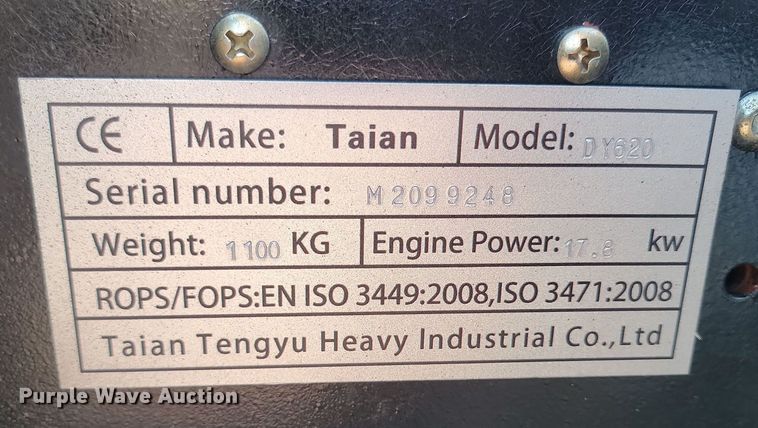 CE Make: Taian Model: DY620
Serial number: M2099248
Weight: 1100 KG Engine Power: 17.8 kw
ROPS/FOPS:EN ISO 3449:2008,ISO 3471:2008
Taian Tengyu Heavy Industrial Co.,Ltd
Purple Wave Auction